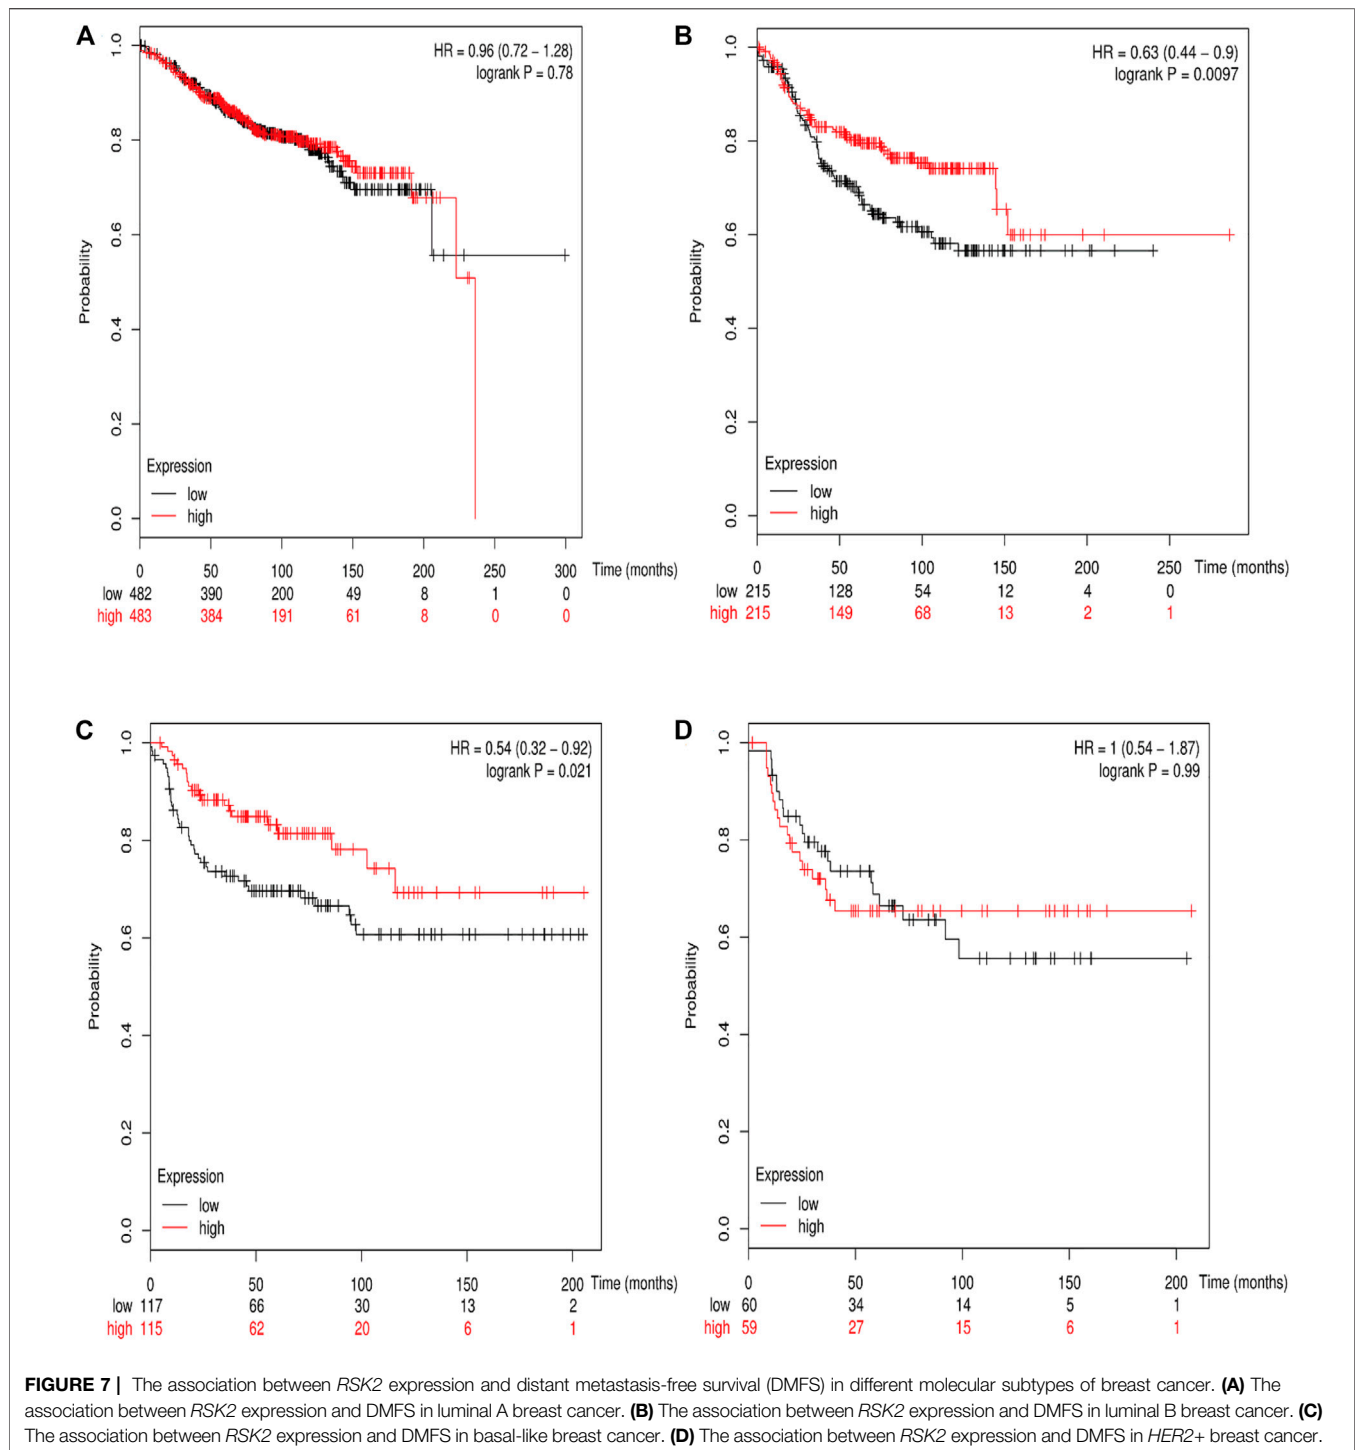 A
HR = 0.96 (0.72 – 1.28)
logrank P = 0.78
Probability
1.0
0.8
0.6
0.4
0.2
0.0
Expression
low
high
0 50 100 150 200 250 300 Time (months)
low 482 390 200 49 8 1 0
high 483 384 191 61 8 0 0
B
HR = 0.63 (0.44 – 0.9)
logrank P = 0.0097
Probability
1.0
0.8
0.6
0.4
0.2
0.0
Expression
low
high
0 50 100 150 200 250 Time (months)
low 215 128 54 12 4 0
high 215 149 68 13 2 1
C
HR = 0.54 (0.32 – 0.92)
logrank P = 0.021
Probability
1.0
0.8
0.6
0.4
0.2
0.0
Expression
low
high
0 50 100 150 200 Time (months)
low 117 66 30 13 2
high 115 62 20 6 1
D
HR = 1 (0.54 – 1.87)
logrank P = 0.99
Probability
1.0
0.8
0.6
0.4
0.2
0.0
Expression
low
high
0 50 100 150 200 Time (months)
low 60 34 14 5 1
high 59 27 15 6 1
FIGURE 7 | The association between RSK2 expression and distant metastasis-free survival (DMFS) in different molecular subtypes of breast cancer. (A) The
association between RSK2 expression and DMFS in luminal A breast cancer. (B) The association between RSK2 expression and DMFS in luminal B breast cancer. (C)
The association between RSK2 expression and DMFS in basal-like breast cancer. (D) The association between RSK2 expression and DMFS in HER2+ breast cancer.